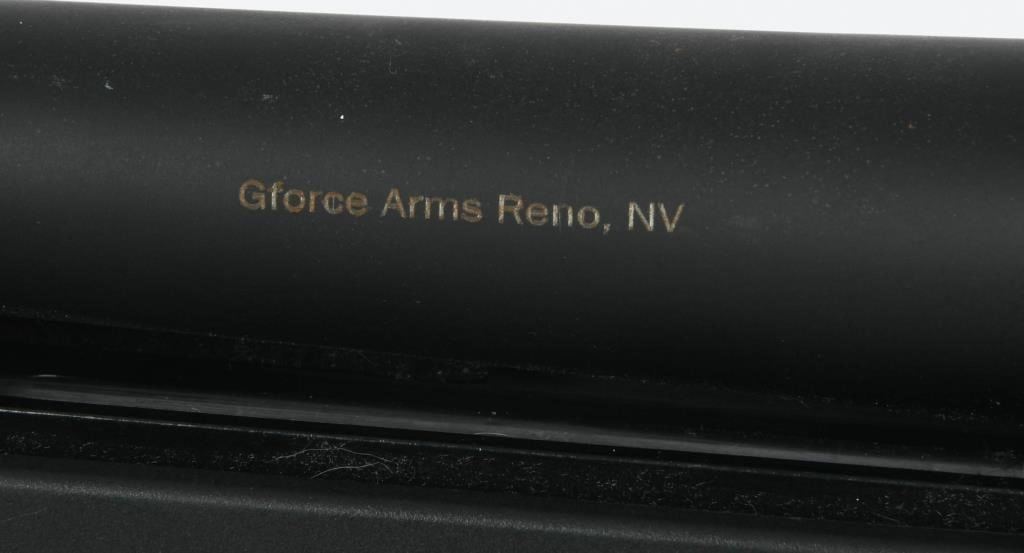 Gforce Arms Reno, NV